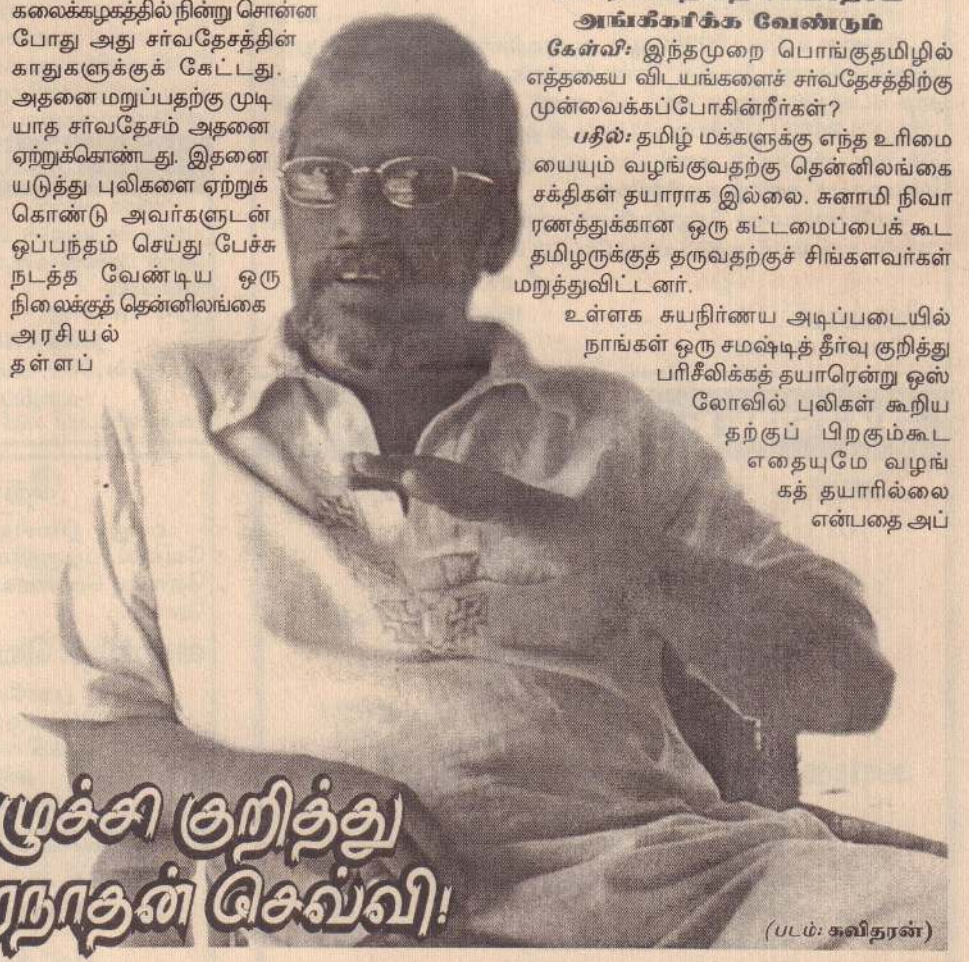 கலைக்கழகத்தில் நின்று சொன்ன
போது அது சர்வதேசத்தின்
காதுகளுக்குக் கேட்டது.
அதனை மறுப்பதற்கு முடி
யாத சர்வதேசம் அதனை
ஏற்றுக்கொண்டது. இதனை
யடுத்து புலிகளை ஏற்றுக்
கொண்டு அவர்களுடன்
ஒப்பந்தம் செய்து பேச்சு
நடத்த வேண்டிய ஒரு
நிலைக்குத் தென்னிலங்கை
அரசியல்
தள்ளப்
அங்கீகரிக்க வேண்டும்
கேள்வி: இந்தமுறை பொங்குதமிழில்
எத்தகைய விடயங்களைச் சர்வதேசத்திற்கு
முன்வைக்கப்போகின்றீர்கள்?
பதில்: தமிழ் மக்களுக்கு எந்த உரிமை
யையும் வழங்குவதற்கு தென்னிலங்கை
சக்திகள் தயாராக இல்லை. சுனாமி நிவா
ரணத்துக்கான ஒரு கட்டமைப்பைக் கூட
தமிழருக்குத் தருவதற்குச் சிங்களவர்கள்
மறுத்துவிட்டனர்.
உள்ளக சுயநிர்ணய அடிப்படையில்
நாங்கள் ஒரு சமஷ்டித் தீர்வு குறித்து
பரிசீலிக்கத் தயாரென்று ஒஸ்
லோவில் புலிகள் கூறிய
தற்குப் பிறகும்கூட
எதையுமே வழங்
கத் தயாரில்லை
என்பதை அப்
ழுச்சி குறித்து
ரநாதன் செவ்வி!
(படம்: கவிதரன்)